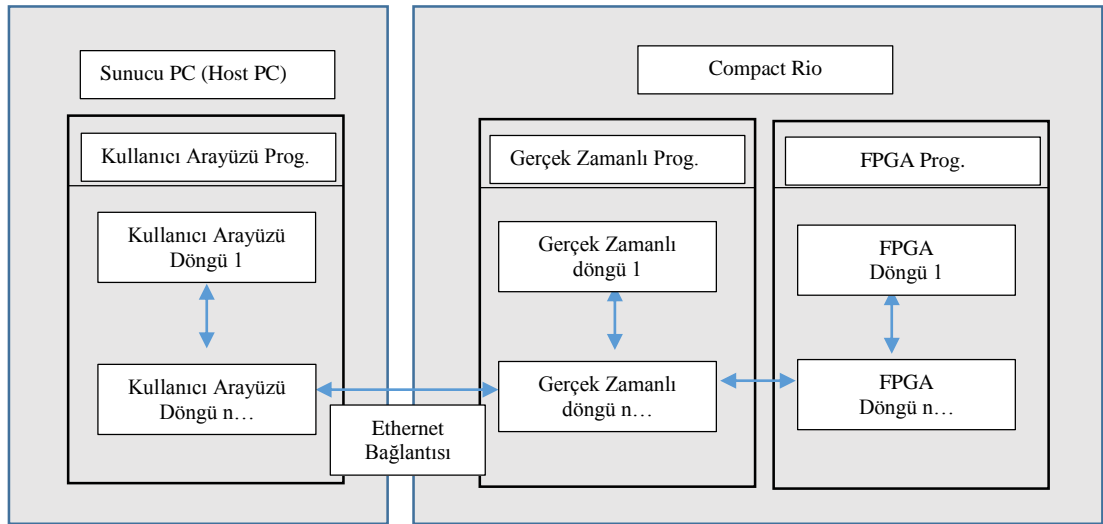 Sunucu PC (Host PC)
Compact Rio
Kullanıcı Arayüzü Prog.
Gerçek Zamanlı Prog.
FPGA Prog.
Kullanıcı Arayüzü
Döngü 1
Gerçek Zamanlı
döngü 1
FPGA
Döngü 1
Kullanıcı Arayüzü
Döngü n…
Gerçek Zamanlı
döngü n…
FPGA
Döngü n…
Ethernet
Bağlantısı